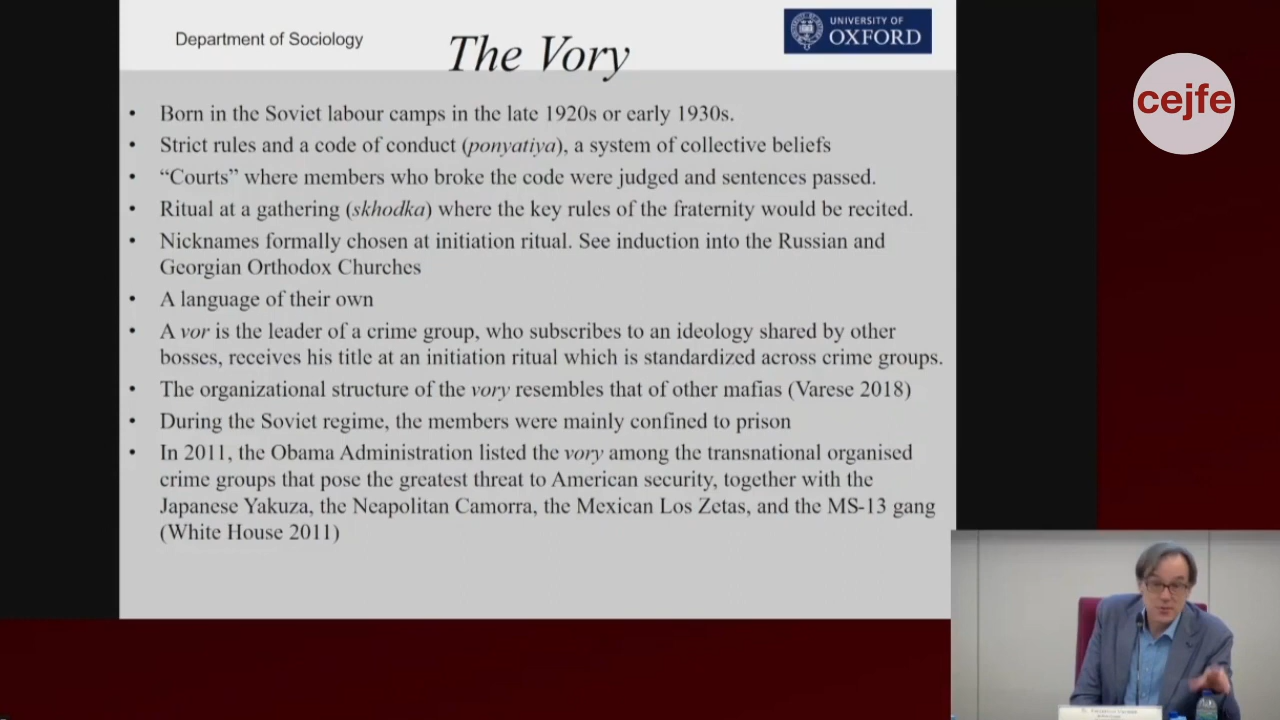 Department of Sociology
The Vory
UNIVERSITY OF
OXFORD
cejfe
• Born in the Soviet labour camps in the late 1920s or early 1930s.
• Strict rules and a code of conduct (ponyatiya), a system of collective beliefs
• “Courts” where members who broke the code were judged and sentences passed.
• Ritual at a gathering (skhodka) where the key rules of the fraternity would be recited.
• Nicknames formally chosen at initiation ritual. See induction into the Russian and
Georgian Orthodox Churches
• A language of their own
• A vor is the leader of a crime group, who subscribes to an ideology shared by other
bosses, receives his title at an initiation ritual which is standardized across crime groups.
• The organizational structure of the vory resembles that of other mafias (Varese 2018)
• During the Soviet regime, the members were mainly confined to prison
• In 2011, the Obama Administration listed the vory among the transnational organised
crime groups that pose the greatest threat to American security, together with the
Japanese Yakuza, the Neapolitan Camorra, the Mexican Los Zetas, and the MS-13 gang
(White House 2011)